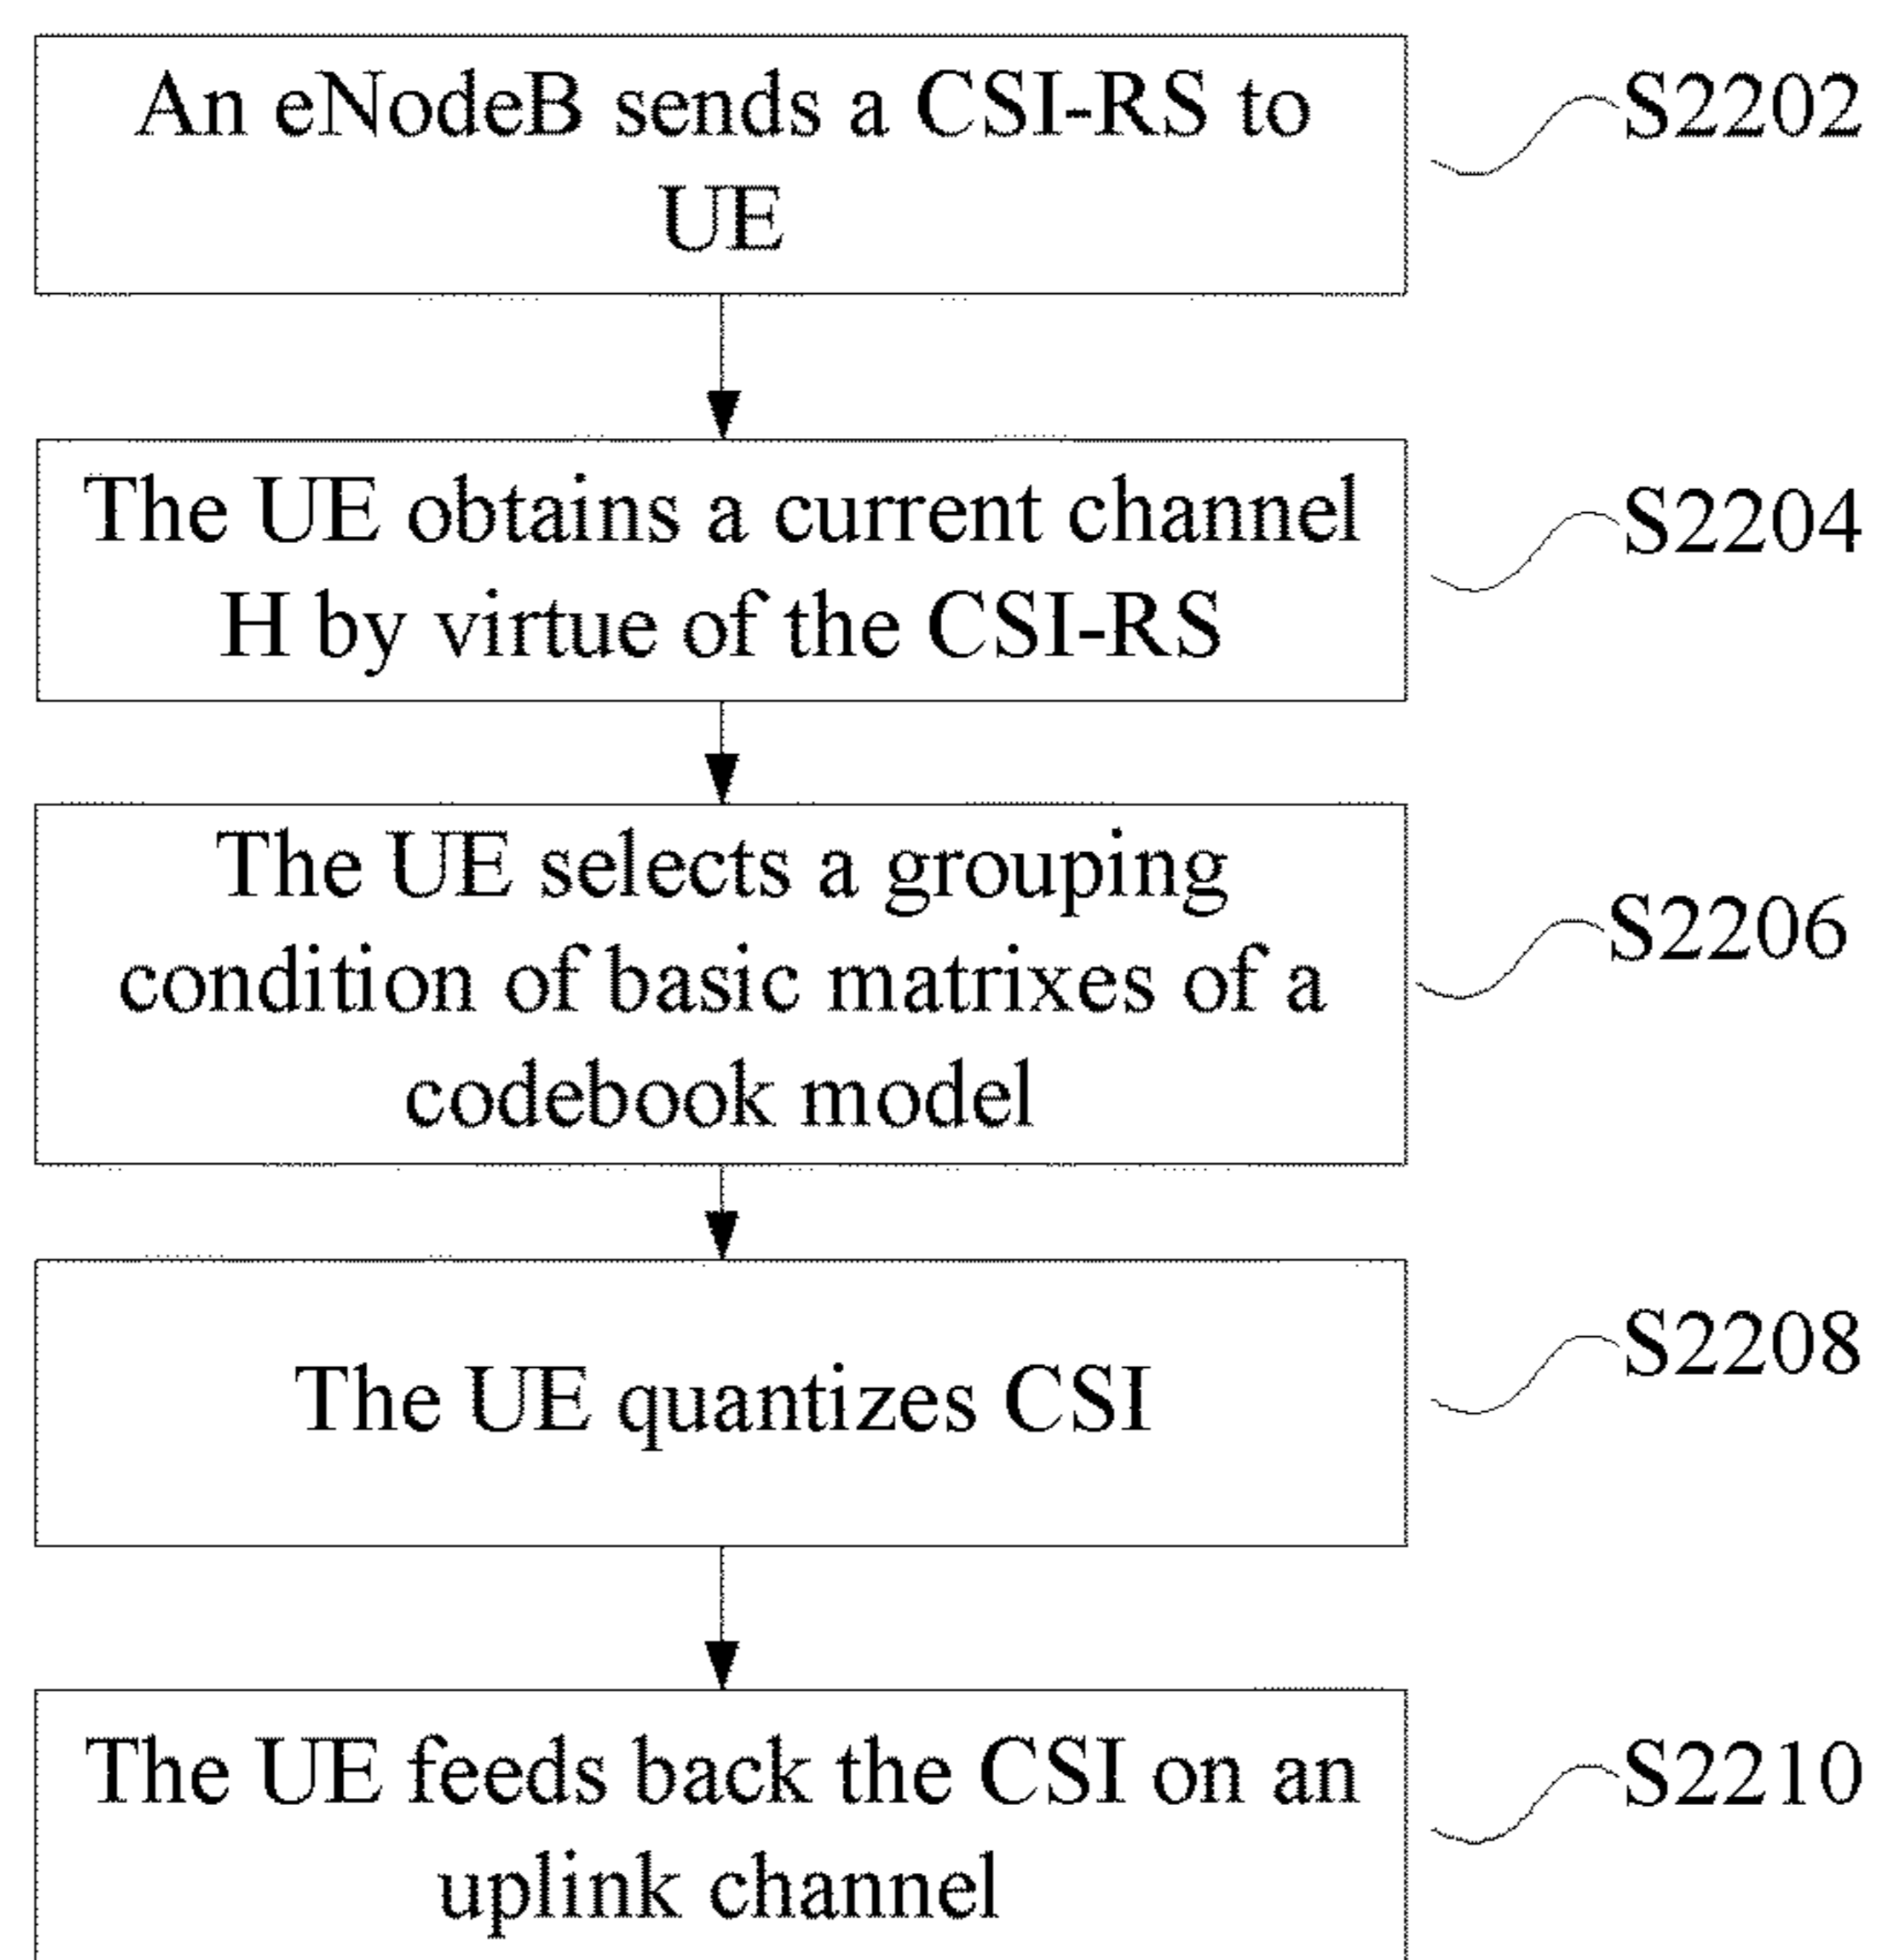 An eNodeB sends a CSI-RS to
UE
S2202
The UE obtains a current channel
H by virtue of the CSI-RS
S2204
The UE selects a grouping
condition of basic matrixes of a
codebook model
S2206
The UE quantizes CSI
S2208
The UE feeds back the CSI on an
uplink channel
S2210